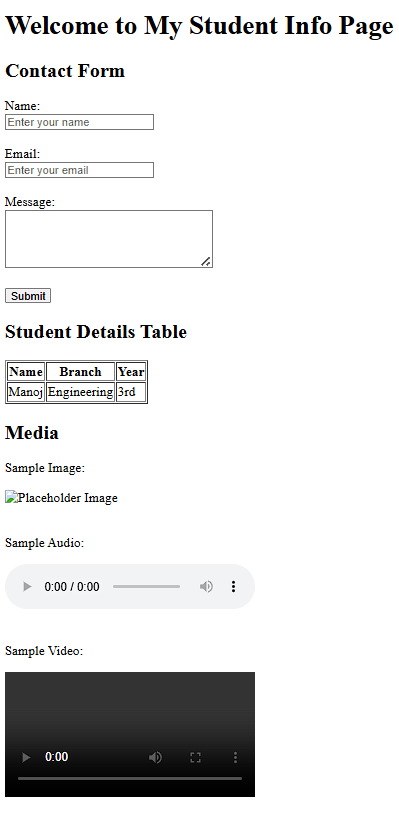 Welcome to My Student Info Page
Contact Form
Name:
Enter your name
Email:
Enter your email
Message:
Submit
Student Details Table
Name Branch Year
Manoj Engineering 3rd
Media
Sample Image:
Placeholder Image
Sample Audio:
0:00 / 0:00
Sample Video:
0:00